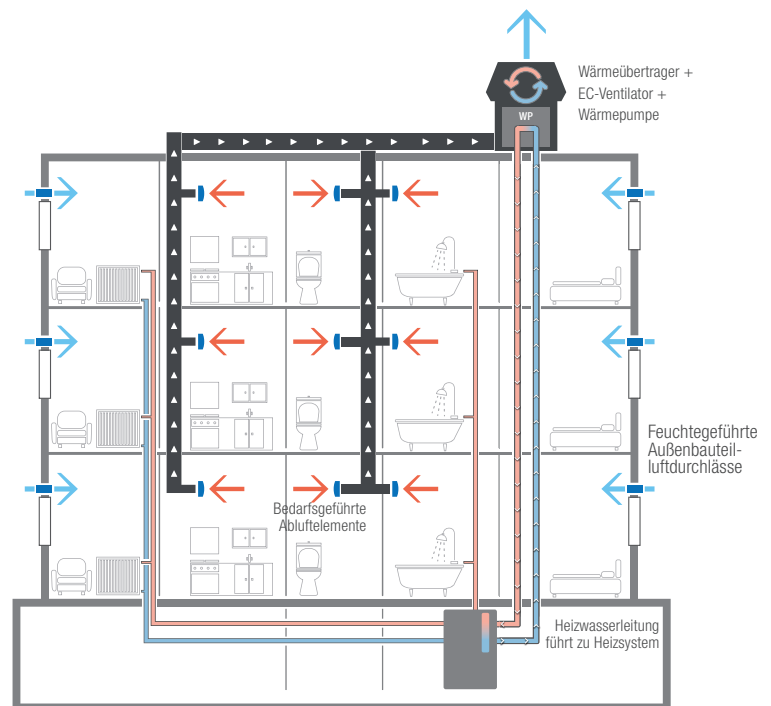 Wärmeübertrager +
EC-Ventilator +
Wärmepumpe
WP
Feuchtegeführte
Außenbauteil-
luftdurchlässe
Bedarfsgeführte
Abluftelemente
Heizwasserleitung
führt zu Heizsystem